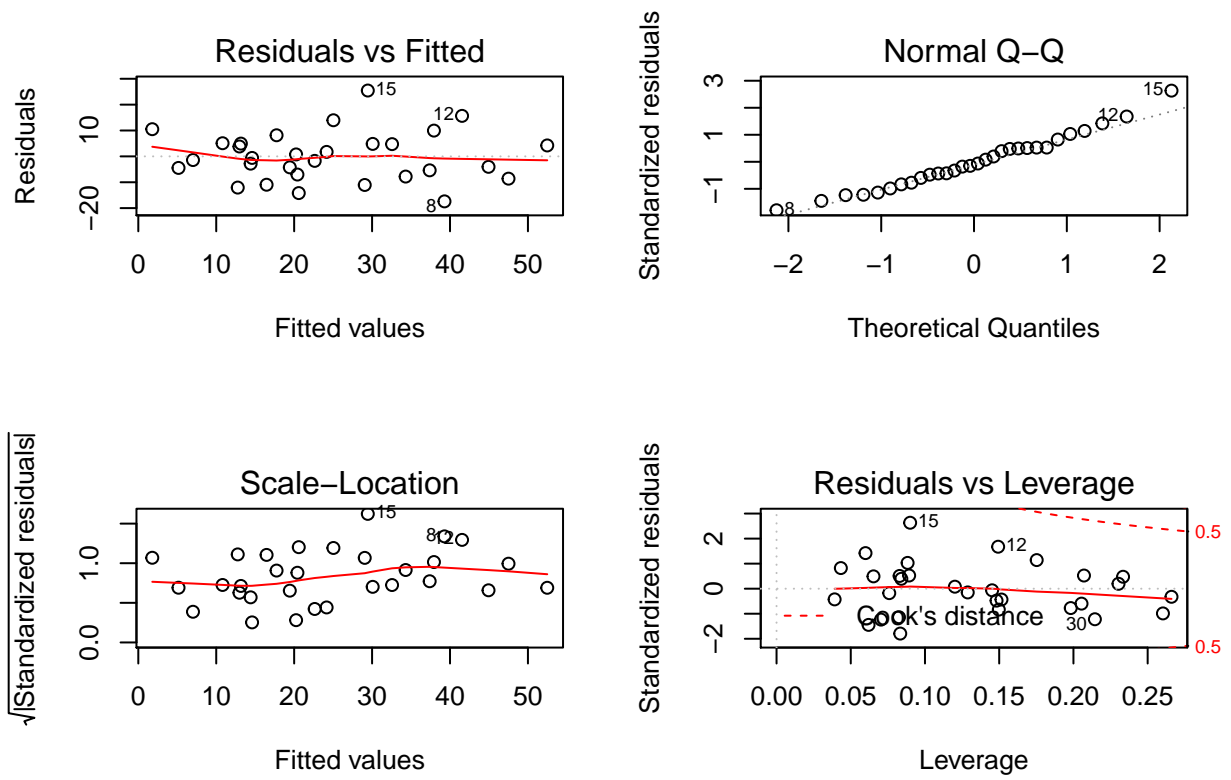 Residuals vs Fitted
Residuals
10
−20
15
12
8
0 10 20 30 40 50
Fitted values
Normal Q−Q
Standardized residuals
3
1
−1
15
12
8
−2 −1 0 1 2
Theoretical Quantiles
Scale−Location
√|Standardized residuals|
1.0
0.0
15
8
12
0 10 20 30 40 50
Fitted values
Residuals vs Leverage
Standardized residuals
2
0
−2
15
12
30
Cook's distance
0.5
0.5
0.00 0.05 0.10 0.15 0.20 0.25
Leverage